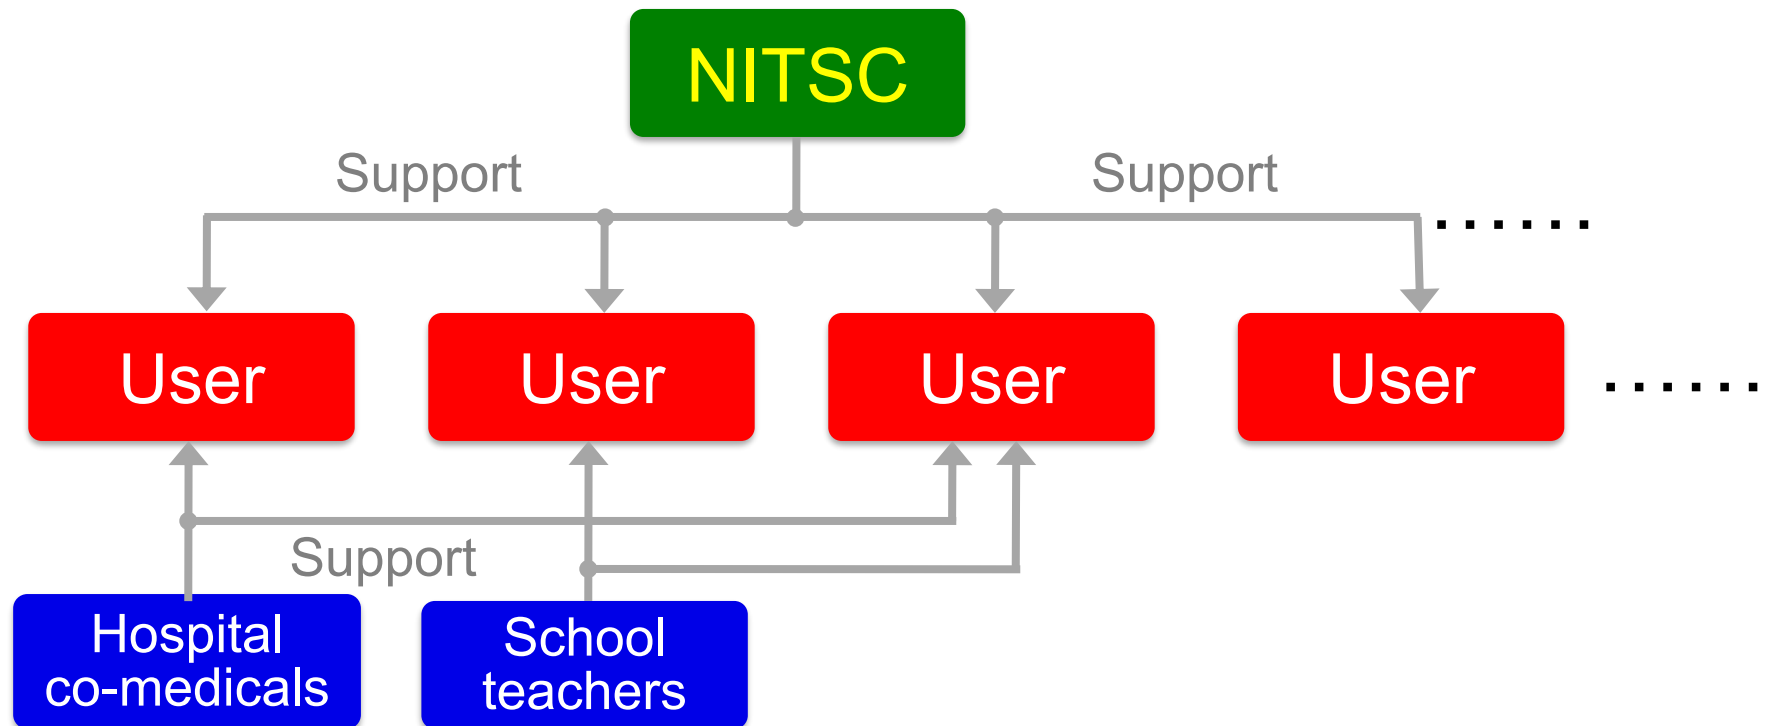 NITSC
Support
Support
......
User
User
User
User
......
Support
Hospital
co-medicals
School
teachers